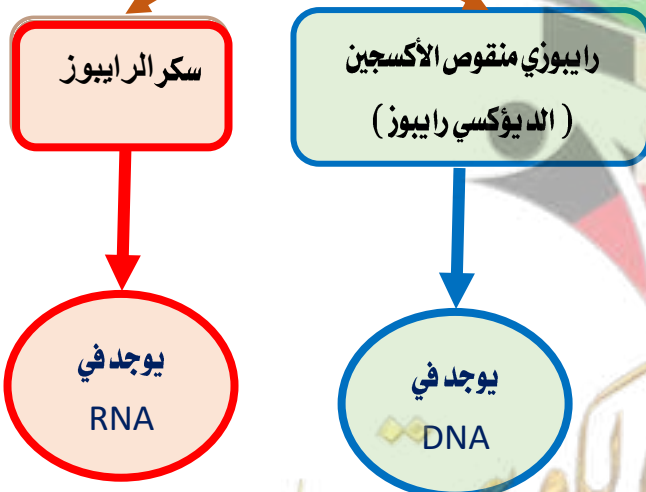 رايبوزي منقوص الأكسجين
( الديؤكسي رايبوز )
سكر الرايبوز
يوجد في
DNA
يوجد في
RNA